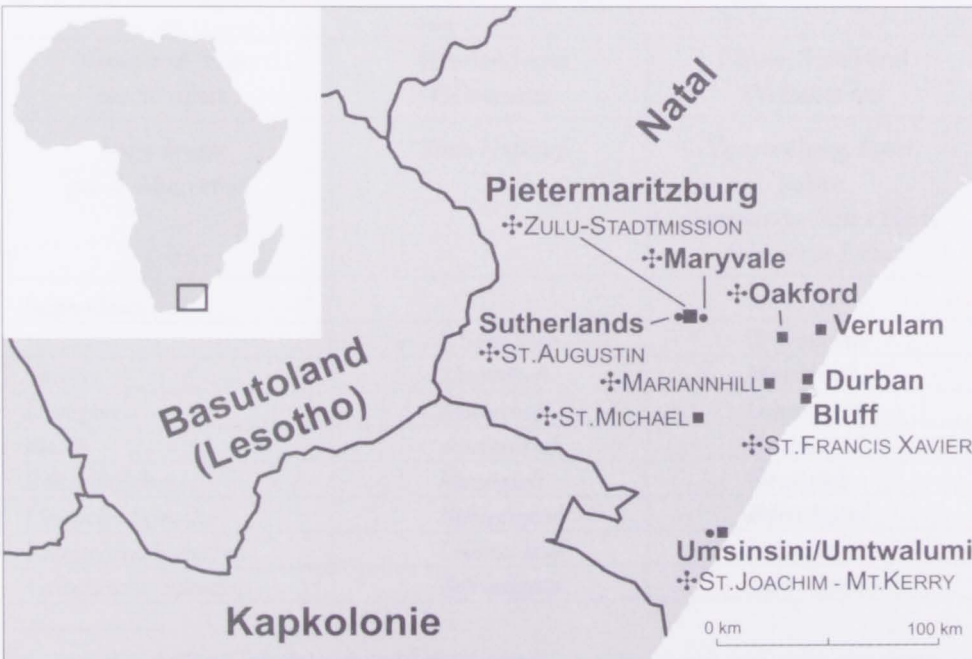 Natal
Pietermaritzburg
✣ZULU-STADTMISSION
✣Maryvale
✣Oakford
Sutherlands
✣ST.AUGUSTIN
Verulam
✣MARIANNHILL
Durban
Bluff
✣ST.MICHAEL
✣ST.FRANCIS XAVIER
Basutoland
(Lesotho)
Umsinsini/Umtwalumi
✣ST.JOACHIM - MT.KERRY
Kapkolonie
0 km 100 km